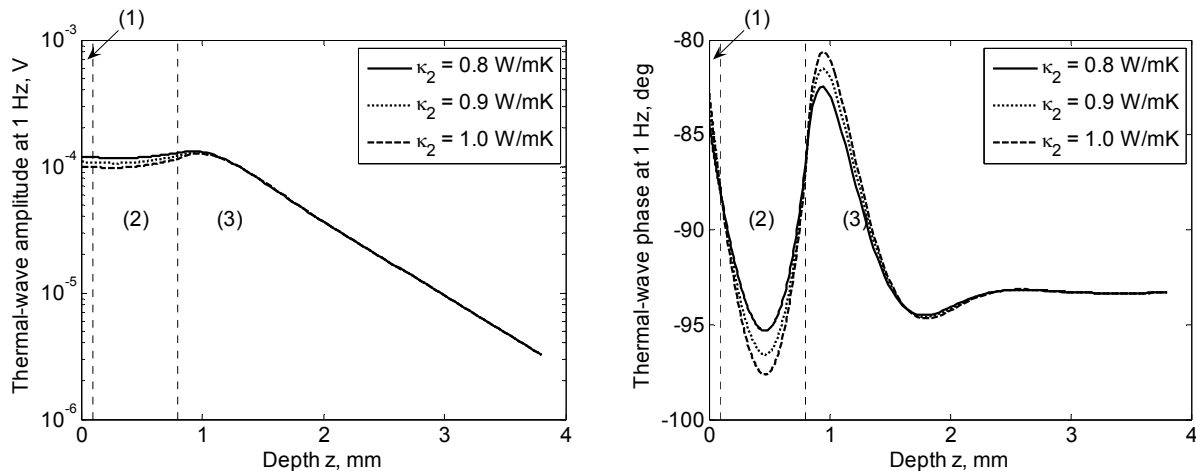 (1)
10⁻³
κ₂ = 0.8 W/mK
κ₂ = 0.9 W/mK
κ₂ = 1.0 W/mK
10⁻⁴
(2)
(3)
10⁻⁵
10⁻⁶
0
1
2
3
4
Thermal-wave amplitude at 1 Hz, V
Depth z, mm
(1)
-80
κ₂ = 0.8 W/mK
κ₂ = 0.9 W/mK
κ₂ = 1.0 W/mK
-85
-90
(2)
(3)
-95
-100
0
1
2
3
4
Thermal-wave phase at 1 Hz, deg
Depth z, mm